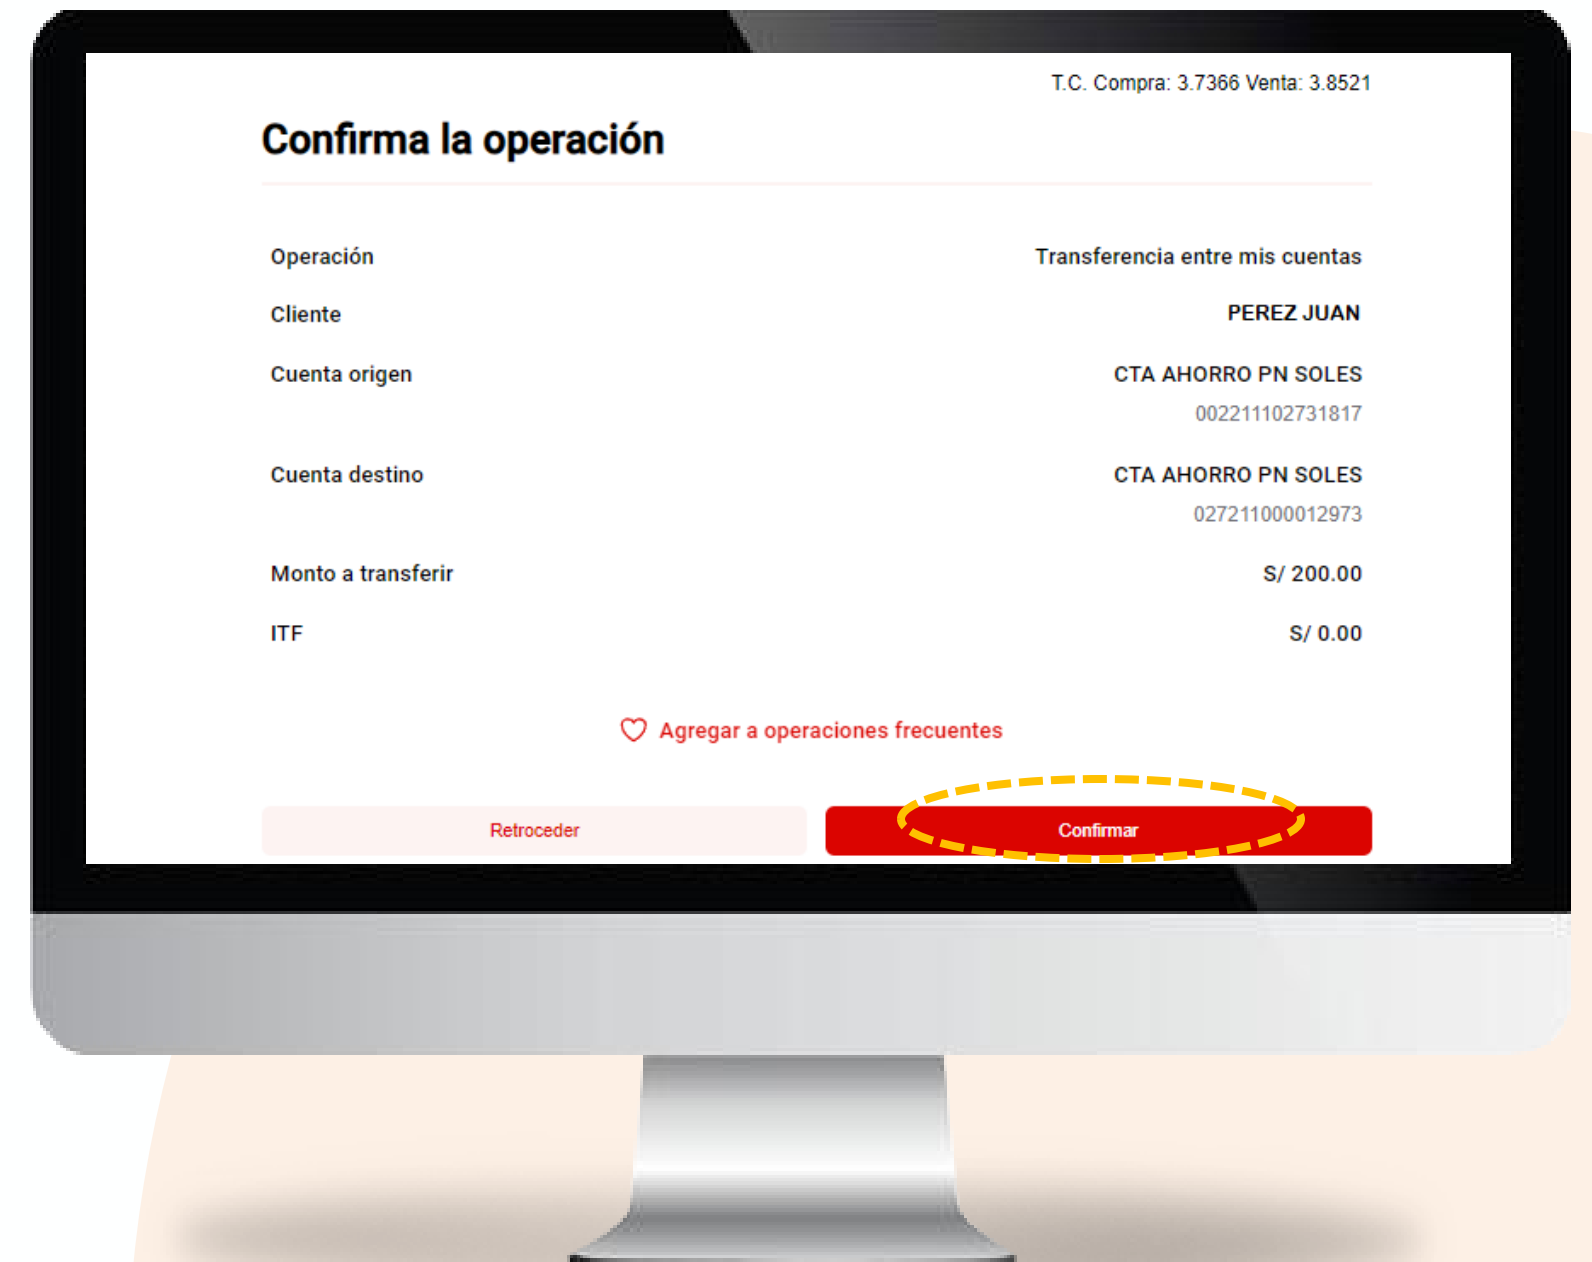 T.C. Compra: 3.7366 Venta: 3.8521
Confirma la operación
Operación Transferencia entre mis cuentas
Cliente PEREZ JUAN
Cuenta origen CTA AHORRO PN SOLES
002211102731817
Cuenta destino CTA AHORRO PN SOLES
027211000012973
Monto a transferir S/ 200.00
ITF S/ 0.00
Agregar a operaciones frecuentes
Retroceder Confirmar